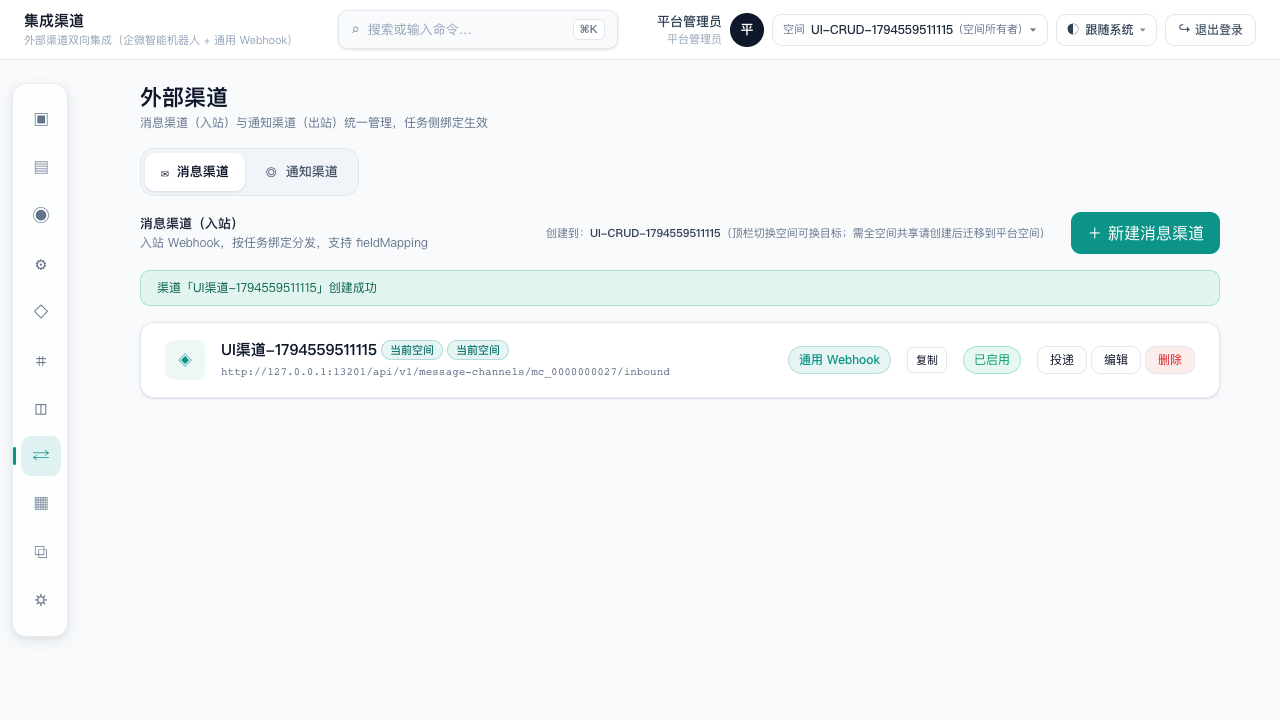 集成渠道
外部渠道双向集成（企微智能机器人 + 通用 Webhook）
搜索或输入命令… ⌘K
平台管理员
平台管理员
平
空间 UI-CRUD-1794559511115（空间所有者）
跟随系统
退出登录
外部渠道
消息渠道（入站）与通知渠道（出站）统一管理，任务侧绑定生效
消息渠道
通知渠道
消息渠道（入站）
入站 Webhook，按任务绑定分发，支持 fieldMapping
创建到：UI-CRUD-1794559511115（顶栏切换空间可换目标；需全空间共享请创建后迁移到平台空间）
＋ 新建消息渠道
渠道「UI渠道-1794559511115」创建成功
UI渠道-1794559511115 当前空间 当前空间
http://127.0.0.1:13201/api/v1/message-channels/mc_0000000027/inbound
通用 Webhook 复制 已启用 投递 编辑 删除